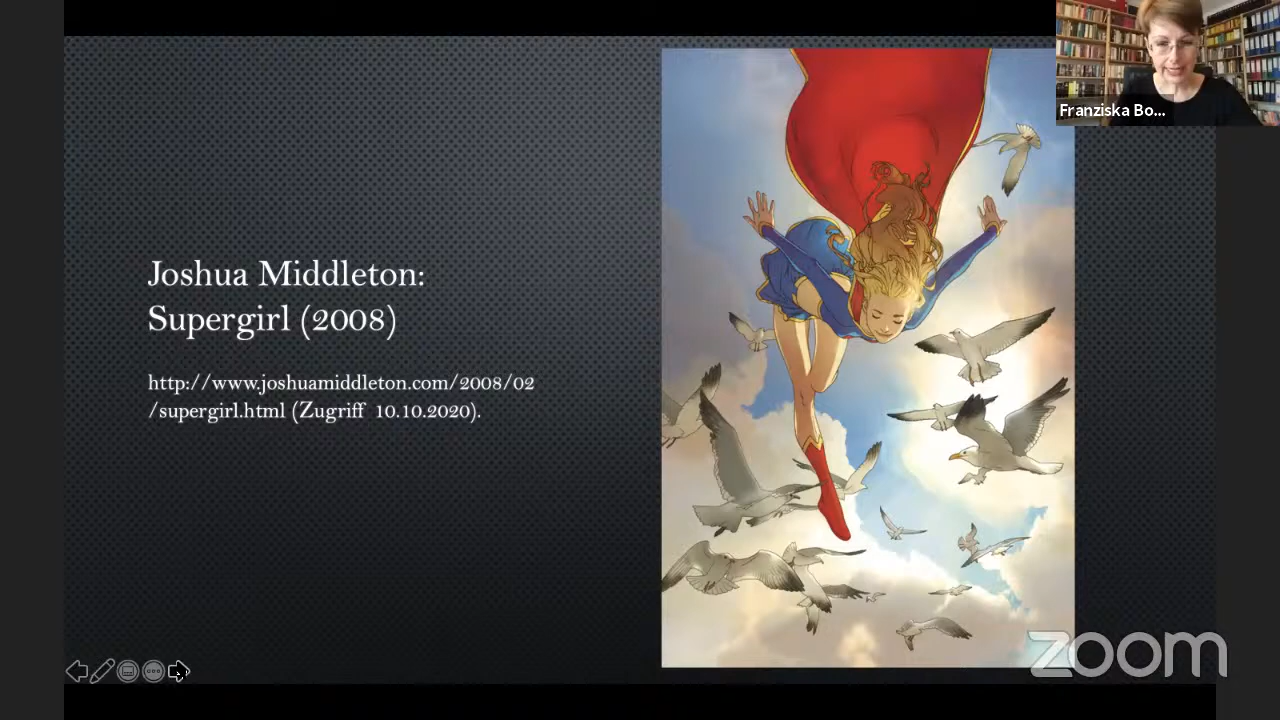 Franziska Bo...
Joshua Middleton:
Supergirl (2008)
http://www.joshuamiddleton.com/2008/02
/supergirl.html (Zugriff 10.10.2020).
zoom